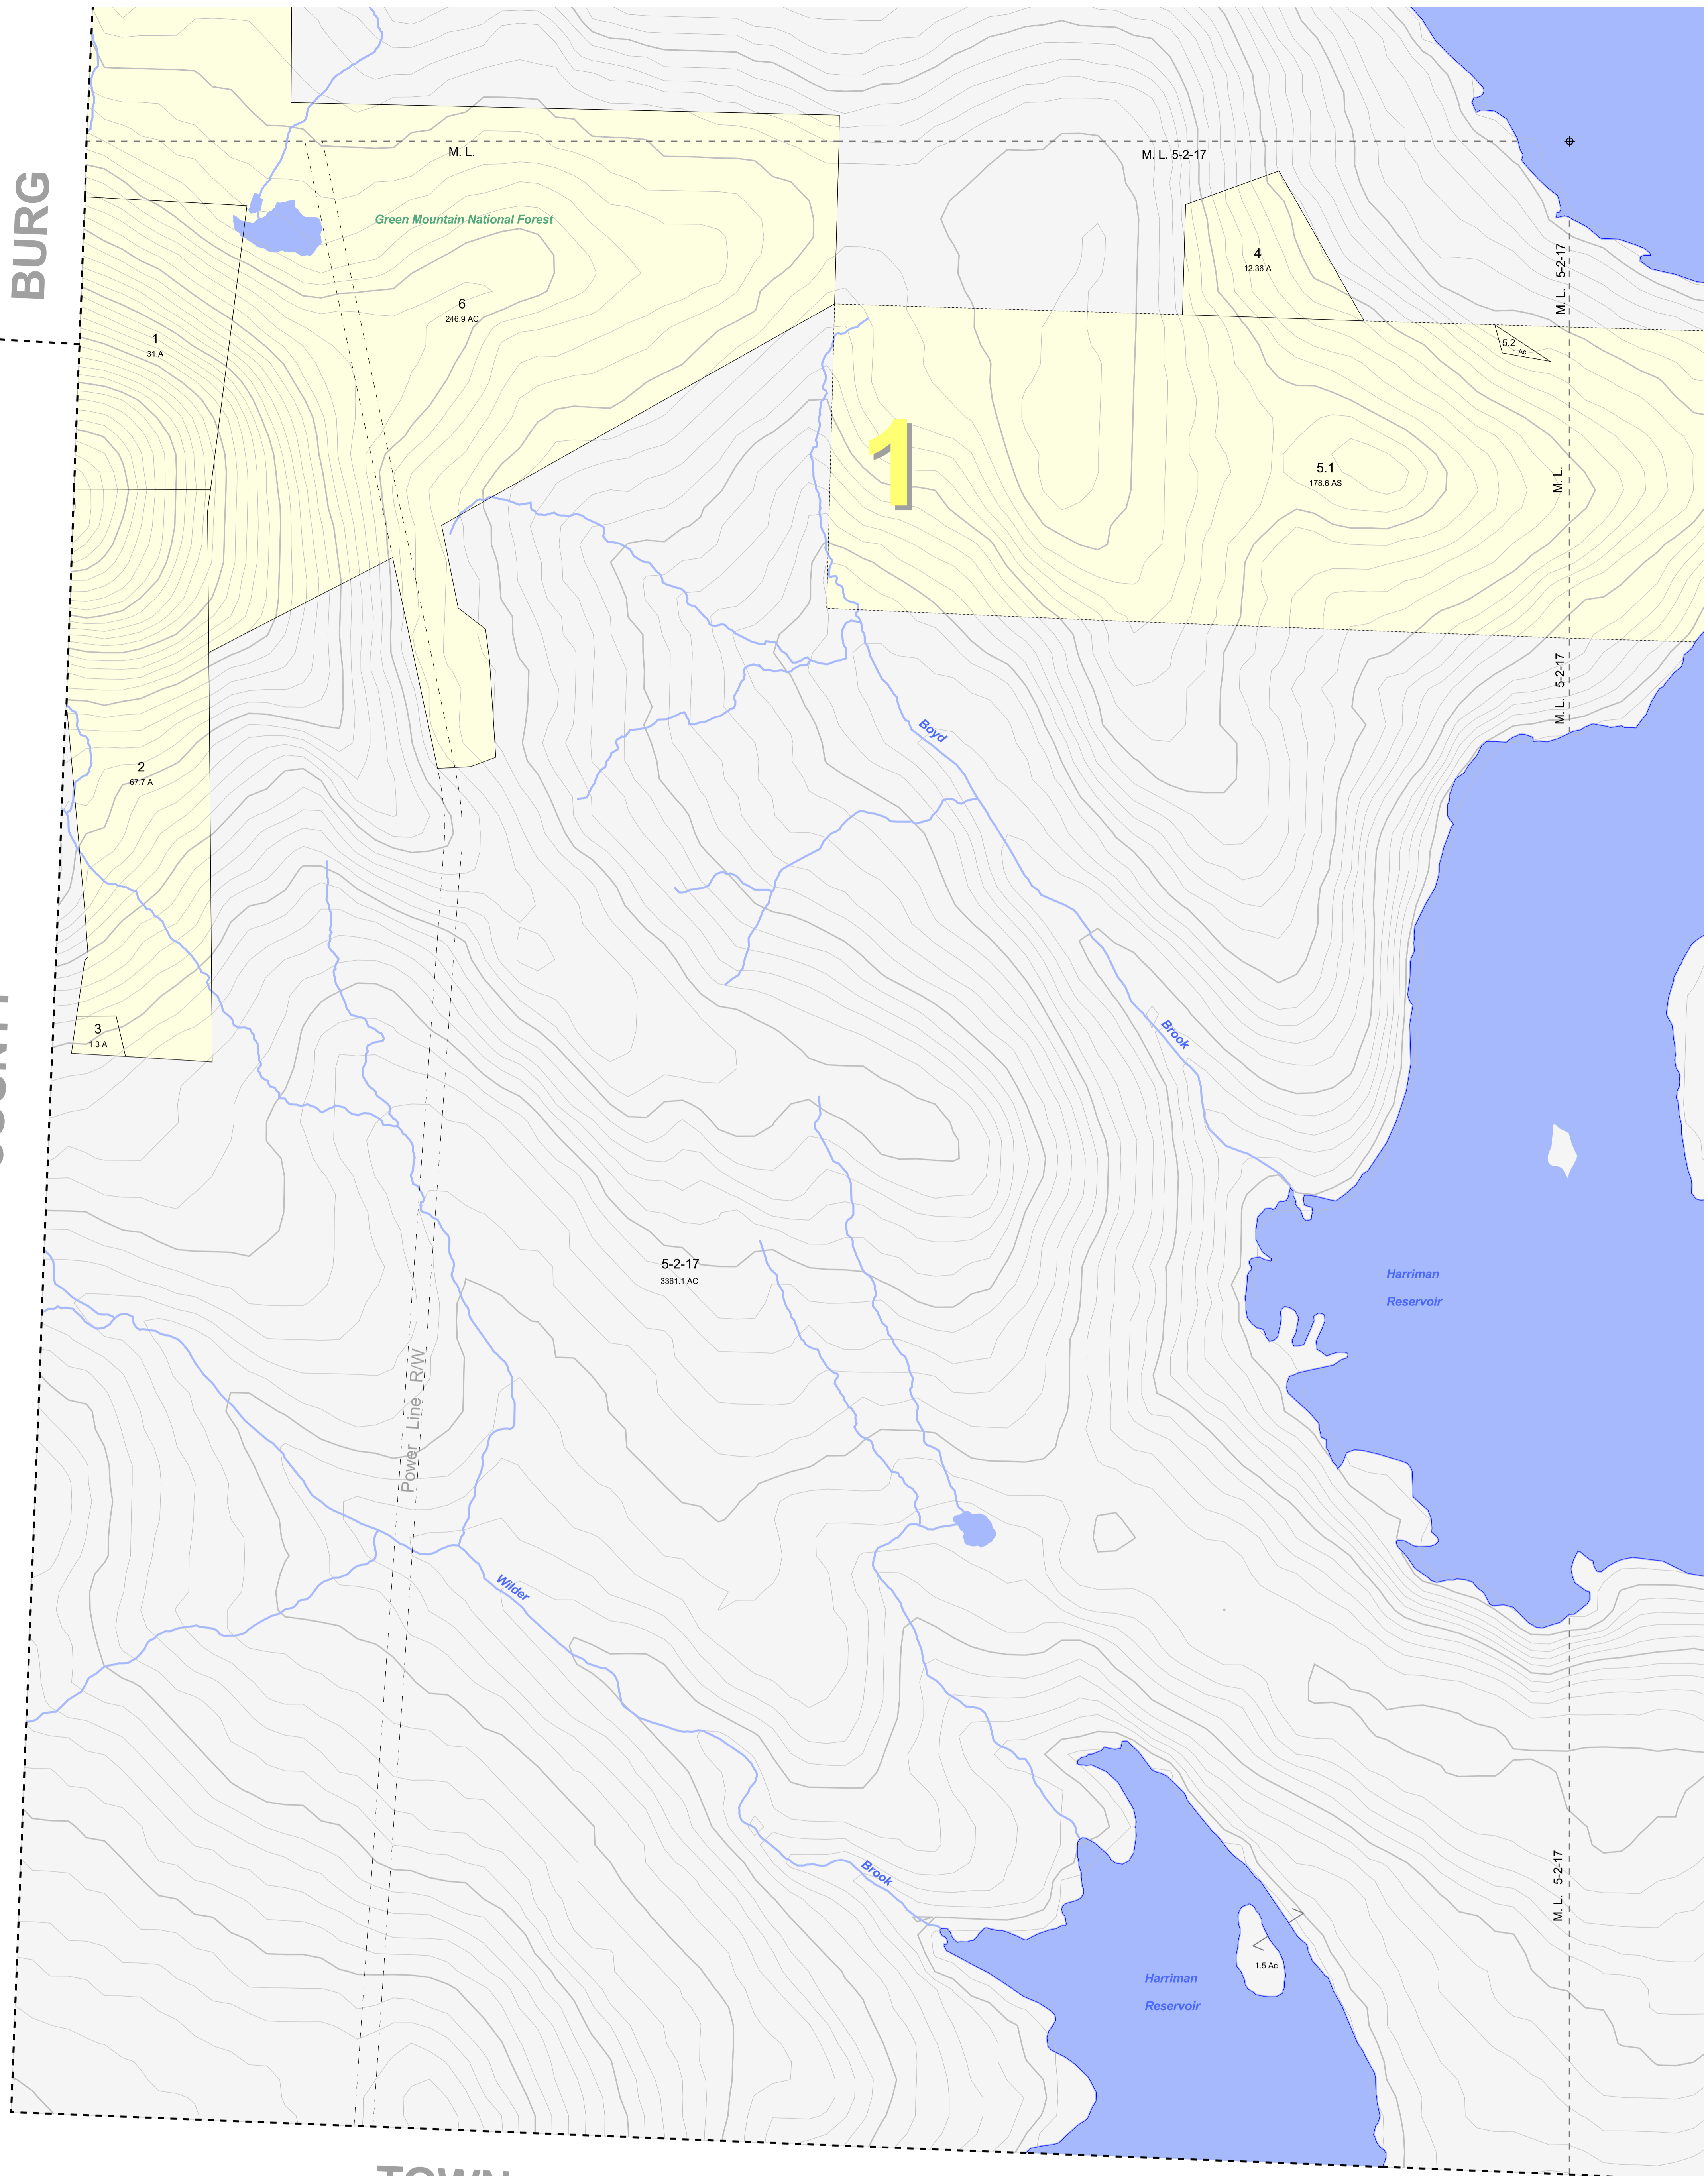 M. L.
M. L. 5-2-17
BURG
Green Mountain National Forest
4
12.36 A
M. L. 5-2-17
6
246.9 AC
1
31 A
5.2
1 Ac
1
5.1
178.6 AS
M. L.
M. L. 5-2-17
Boyd
2
67.7 A
Brook
3
1.3 A
5-2-17
3361.1 AC
Harriman
Reservoir
Power Line R/W
Wilder
Brook
M. L. 5-2-17
1.5 Ac
Harriman
Reservoir
TOWN